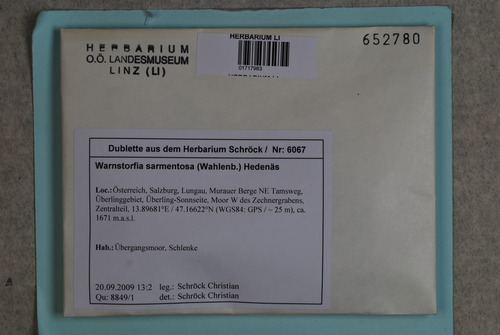 HERBARIUM
O.Ö. LANDESMUSEUM
LINZ (LI)
HERBARIUM LI
01717983
HERBARIUM LI
652780
Dublette aus dem Herbarium Schröck / Nr: 6067
Warnstorfia sarmentosa (Wahlenb.) Hedenäs
Loc.: Österreich, Salzburg, Lungau, Murauer Berge NE Tamsweg,
Überlinggebiet, Überling-Sonnseite, Moor W des Zechnergrabens,
Zentralteil, 13.89681°E / 47.16622°N (WGS84: GPS / ~ 25 m), ca.
1671 m.a.s.l.
Hab.: Übergangsmoor, Schlenke
20.09.2009 13:2 leg.: Schröck Christian
Qu: 8849/1 det.: Schröck Christian